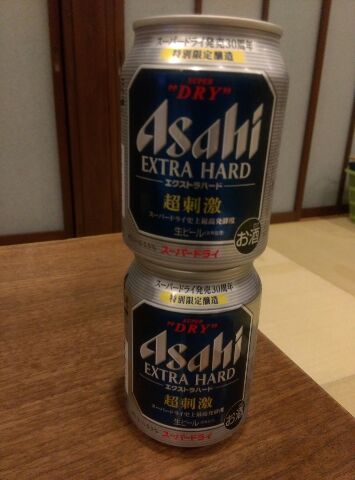 スーパードライ発売30周年
特別限定醸造
SUPER
"DRY"
Asahi
EXTRA HARD
エクストラハード
超刺激
スーパードライ史上最高発酵度
生ビール
お酒
スーパードライ
スーパードライ発売30周年
特別限定醸造
SUPER
"DRY"
Asahi
EXTRA HARD
エクストラハード
超刺激
スーパードライ史上最高発酵度
生ビール
お酒
スーパードライ